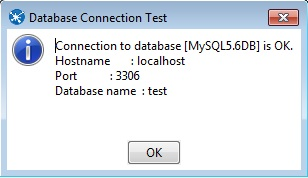 Database Connection Test
Connection to database [MySQL5.6DB] is OK.
Hostname : localhost
Port : 3306
Database name : test
OK